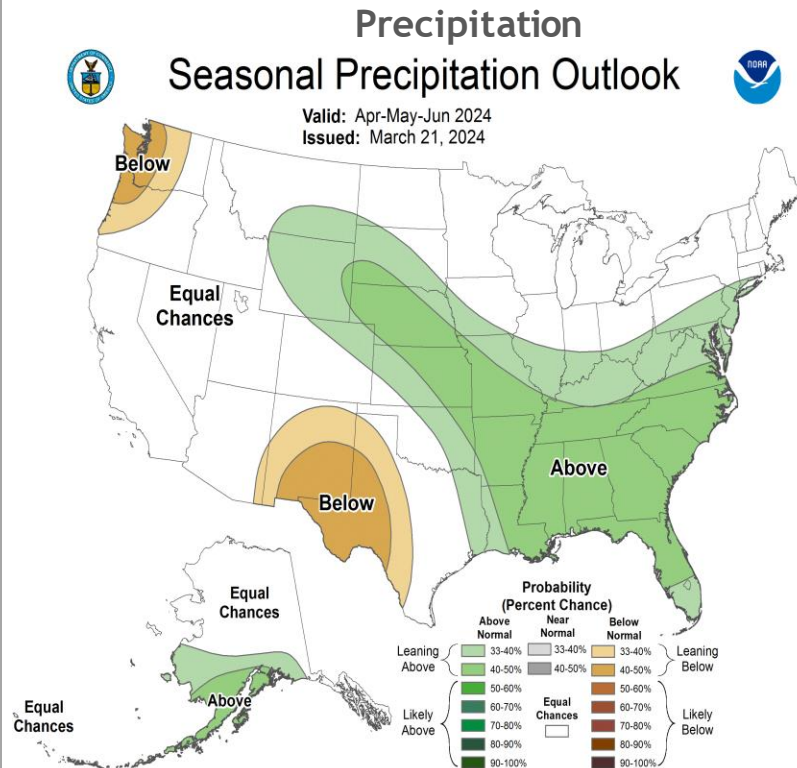 Precipitation
NOAA
Seasonal Precipitation Outlook
Valid: Apr-May-Jun 2024
Issued: March 21, 2024
Below
Equal
Chances
Above
Below
Equal
Chances
Above
Equal
Chances
Probability
(Percent Chance)
Above Normal
Near Normal
Below Normal
Leaning Above
33-40% 33-40% 33-40%
40-50% 40-50% 40-50%
Leaning Below
Likely Above
50-60% 50-60%
60-70% Equal Chances 60-70%
70-80% 70-80%
80-90% 80-90%
90-100% 90-100%
Likely Below